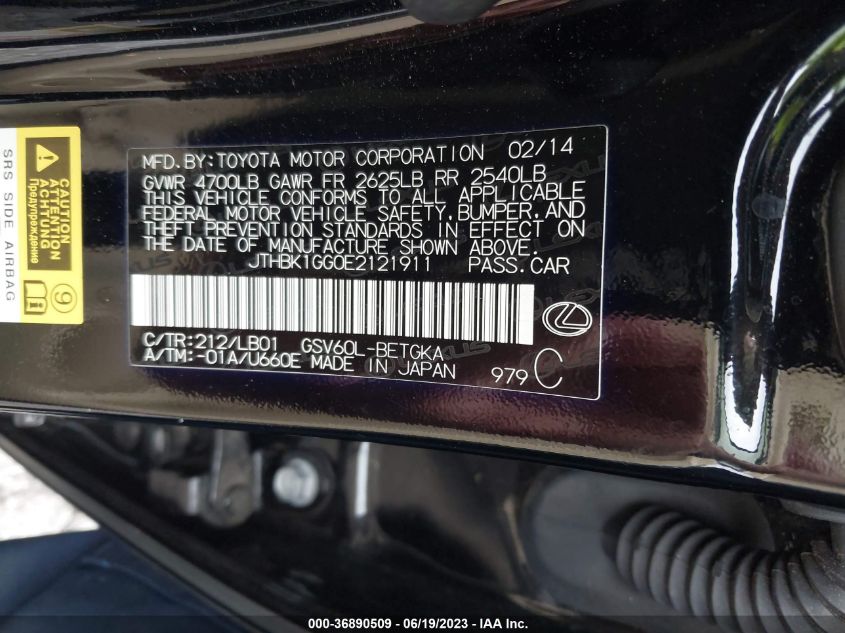 MFD.BY:TOYOTA MOTOR CORPORATION 02/14
GVWR 4700LB GAWR FR 2625LB RR 2540LB
THIS VEHICLE CONFORMS TO ALL APPLICABLE
FEDERAL MOTOR VEHICLE SAFETY,BUMPER,AND
THEFT PREVENTION STANDARDS IN EFFECT ON
THE DATE OF MANUFACTURE SHOWN ABOVE.
JTHBK1GG0E2121911 PASS.CAR
C/TR:212/LB01 GSV60L-BETGKA
A/TM:-01A/U660E MADE IN JAPAN 979 C
SRS SIDE AIRBAG
CAUTION
ATTENTION
ACHTUNG
Предупреждение
9
000-36890509 - 06/19/2023 - IAA Inc.